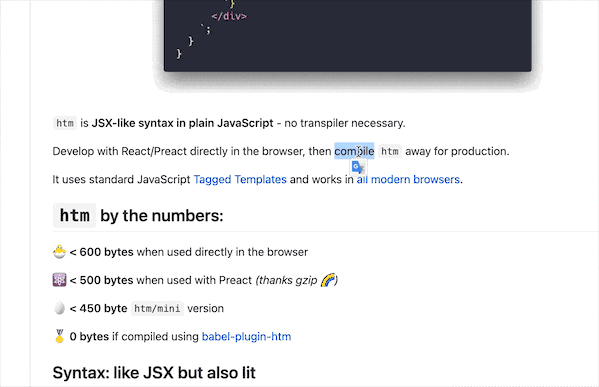 `}
</div>
`;
}
}
htm is JSX-like syntax in plain JavaScript - no transpiler necessary.
Develop with React/Preact directly in the browser, then compile htm away for production.
It uses standard JavaScript Tagged Templates and works in all modern browsers.
htm by the numbers:
🐣 < 600 bytes when used directly in the browser
⚛️ < 500 bytes when used with Preact (thanks gzip 🌈)
🥚 < 450 byte htm/mini version
🏅 0 bytes if compiled using babel-plugin-htm
Syntax: like JSX but also lit